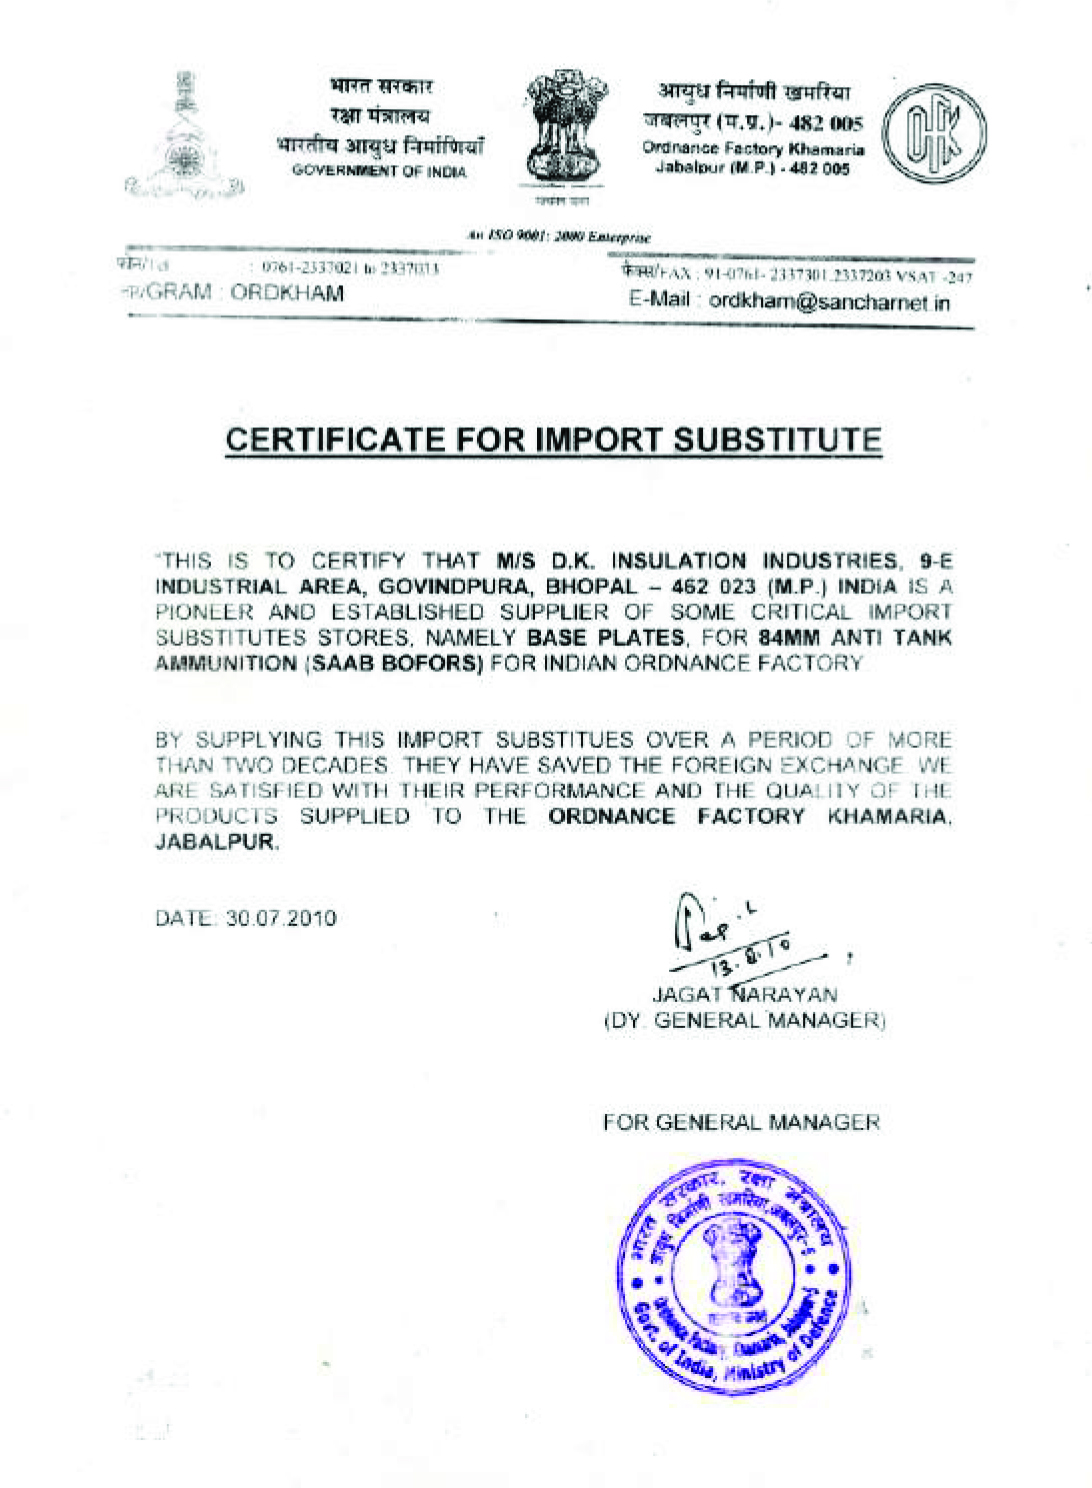 भारत सरकार
रक्षा मंत्रालय
भारतीय आयुध निर्माणियाँ
GOVERNMENT OF INDIA
आयुध निर्माणी खमरिया
जबलपुर (म.प्र.)- 482 005
Ordnance Factory Khamaria
Jabalpur (M.P.) - 482 005
OFK
An ISO 9001: 2000 Enterprise
: 0761-2337021 to 2337033
/GRAM : ORDKHAM
फैक्स/FAX : 91-0761- 2337301.2337203 VSAT -247
E-Mail : ordkham@sancharnet.in
CERTIFICATE FOR IMPORT SUBSTITUTE
"THIS IS TO CERTIFY THAT M/S D.K. INSULATION INDUSTRIES, 9-E
INDUSTRIAL AREA, GOVINDPURA, BHOPAL – 462 023 (M.P.) INDIA IS A
PIONEER AND ESTABLISHED SUPPLIER OF SOME CRITICAL IMPORT
SUBSTITUTES STORES, NAMELY BASE PLATES, FOR 84MM ANTI TANK
AMMUNITION (SAAB BOFORS) FOR INDIAN ORDNANCE FACTORY
BY SUPPLYING THIS IMPORT SUBSTITUES OVER A PERIOD OF MORE
THAN TWO DECADES. THEY HAVE SAVED THE FOREIGN EXCHANGE. WE
ARE SATISFIED WITH THEIR PERFORMANCE AND THE QUALITY OF THE
PRODUCTS SUPPLIED TO THE ORDNANCE FACTORY KHAMARIA,
JABALPUR.
DATE: 30.07.2010
13.8.10
JAGAT NARAYAN
(DY. GENERAL MANAGER)
FOR GENERAL MANAGER
भारत सरकार, रक्षा मंत्रालय
आयुध निर्माणी खमरिया, जबलपुर-5
Ordnance Factory, Khamaria, Jabalpur-5
Govt. of India, Ministry of Defence